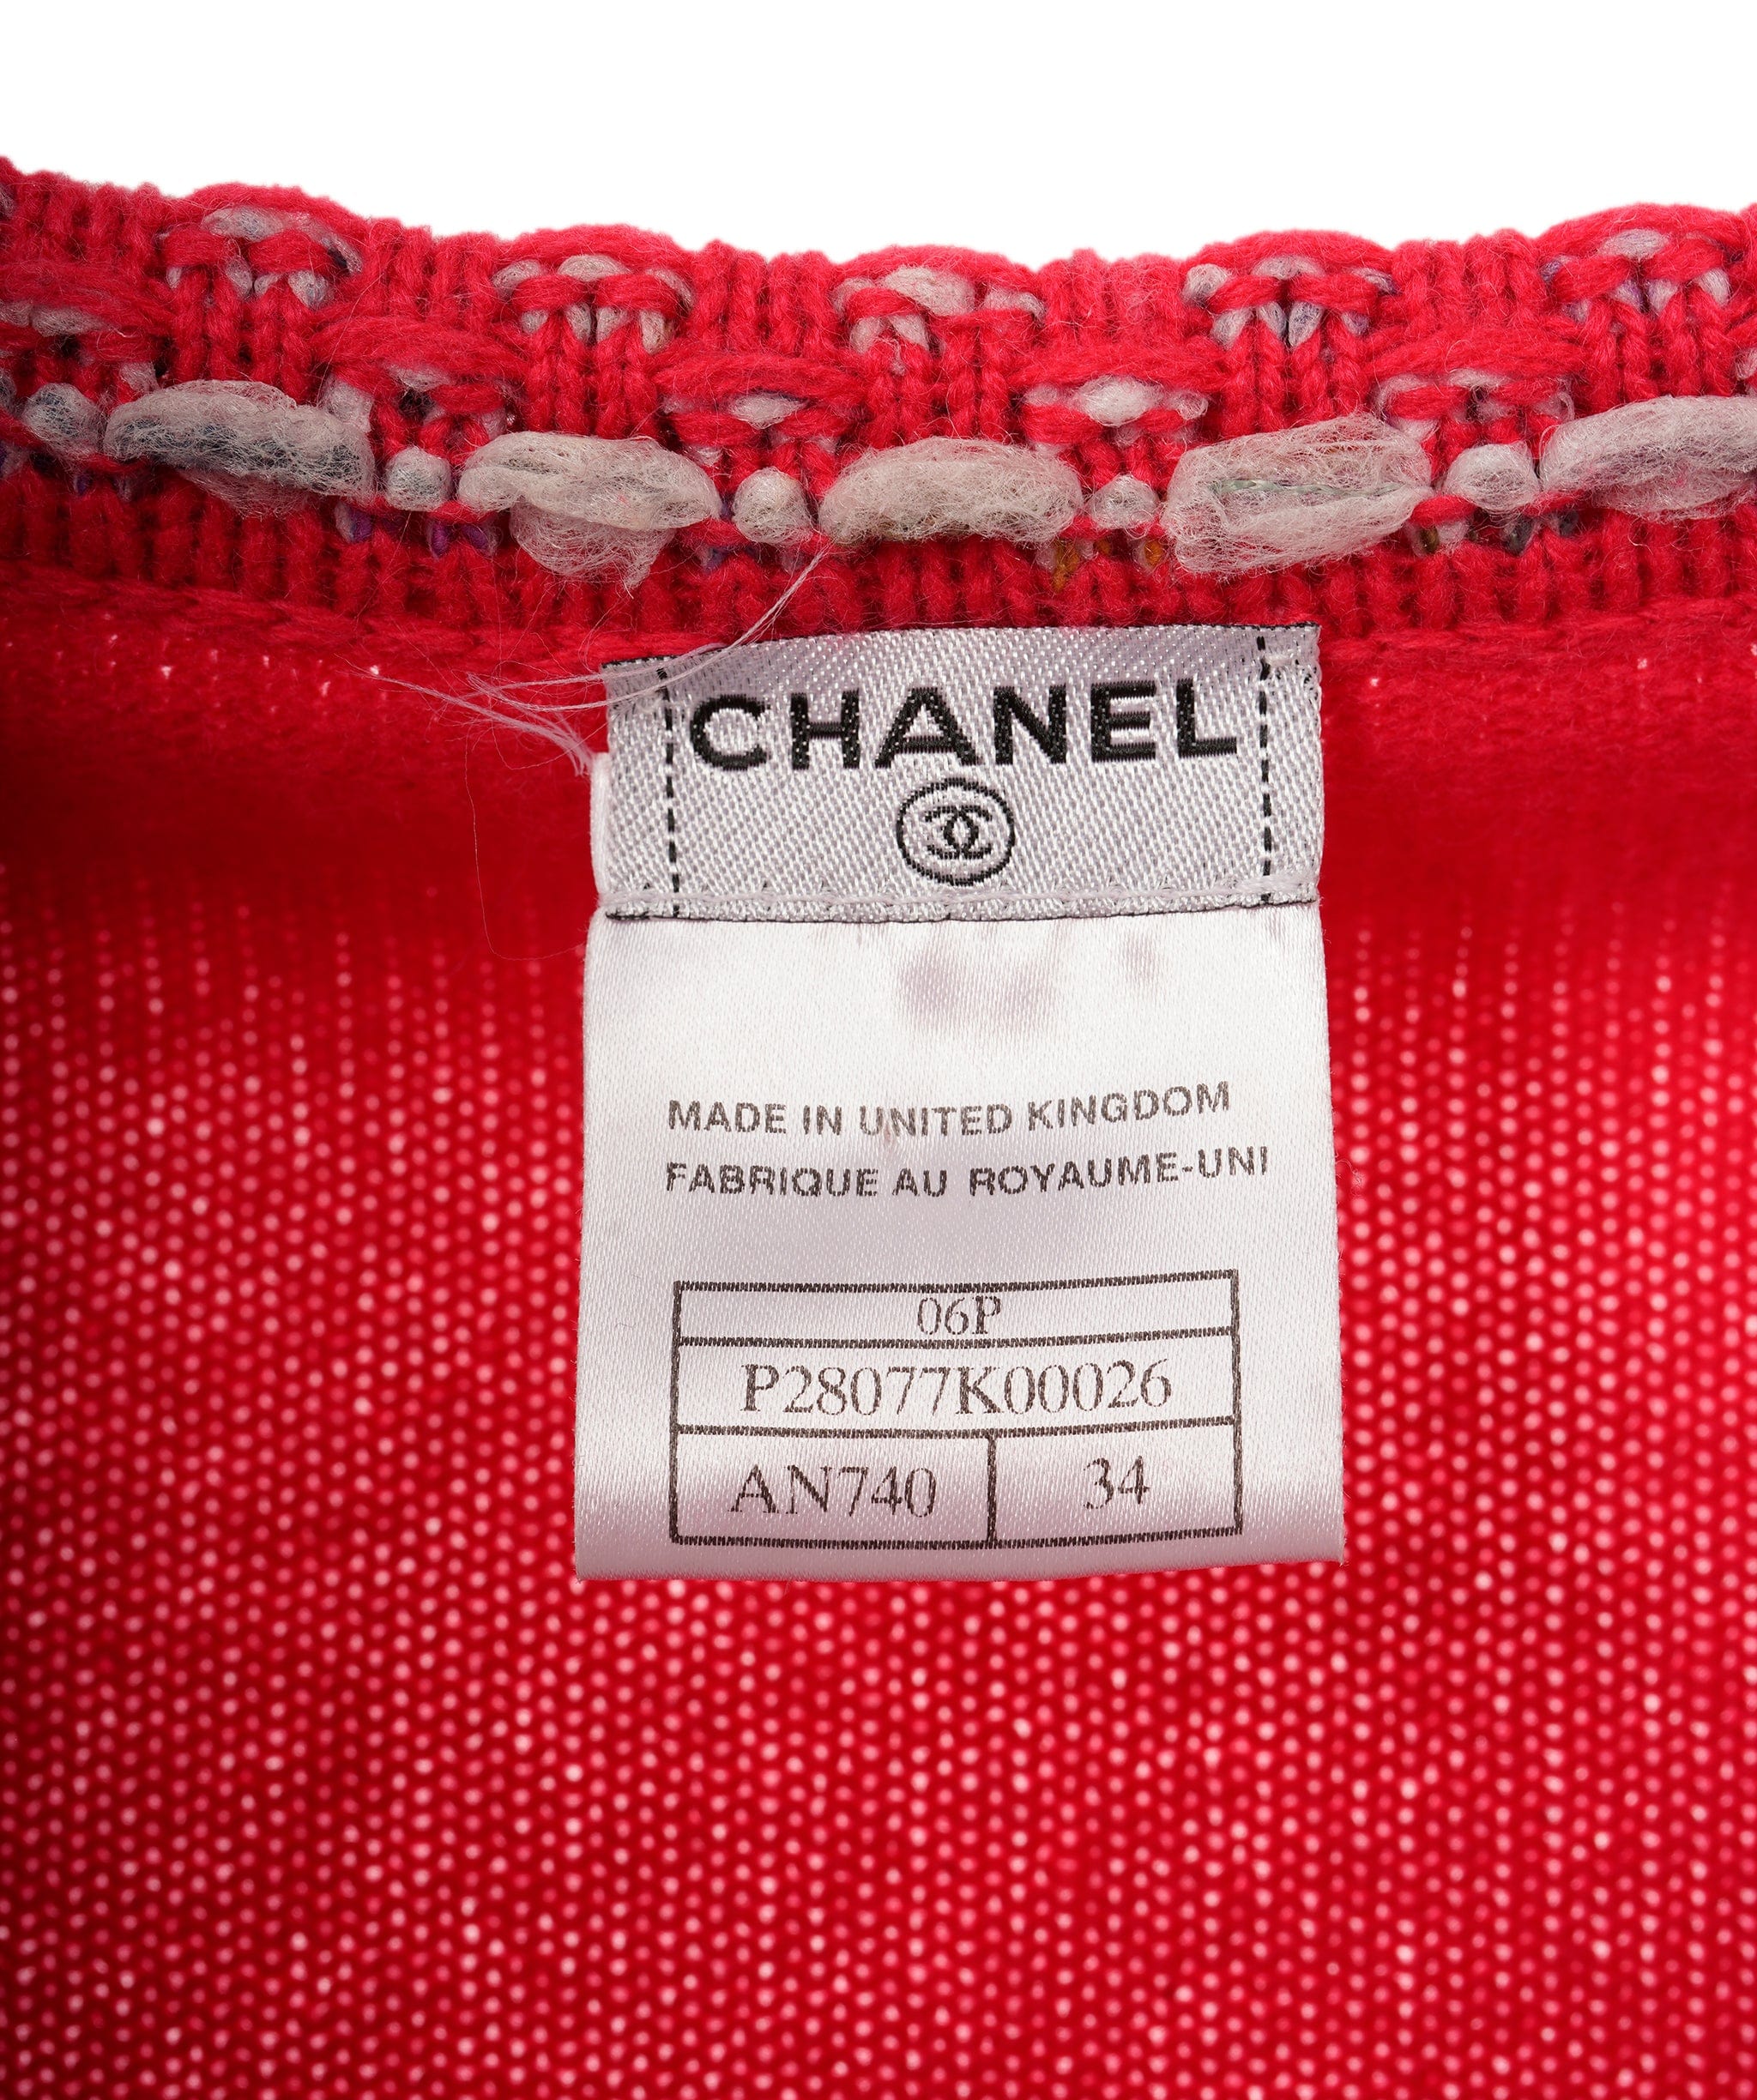 CHANEL
MADE IN UNITED KINGDOM
FABRIQUE AU ROYAUME-UNI
06P
P28077K00026
AN740 34